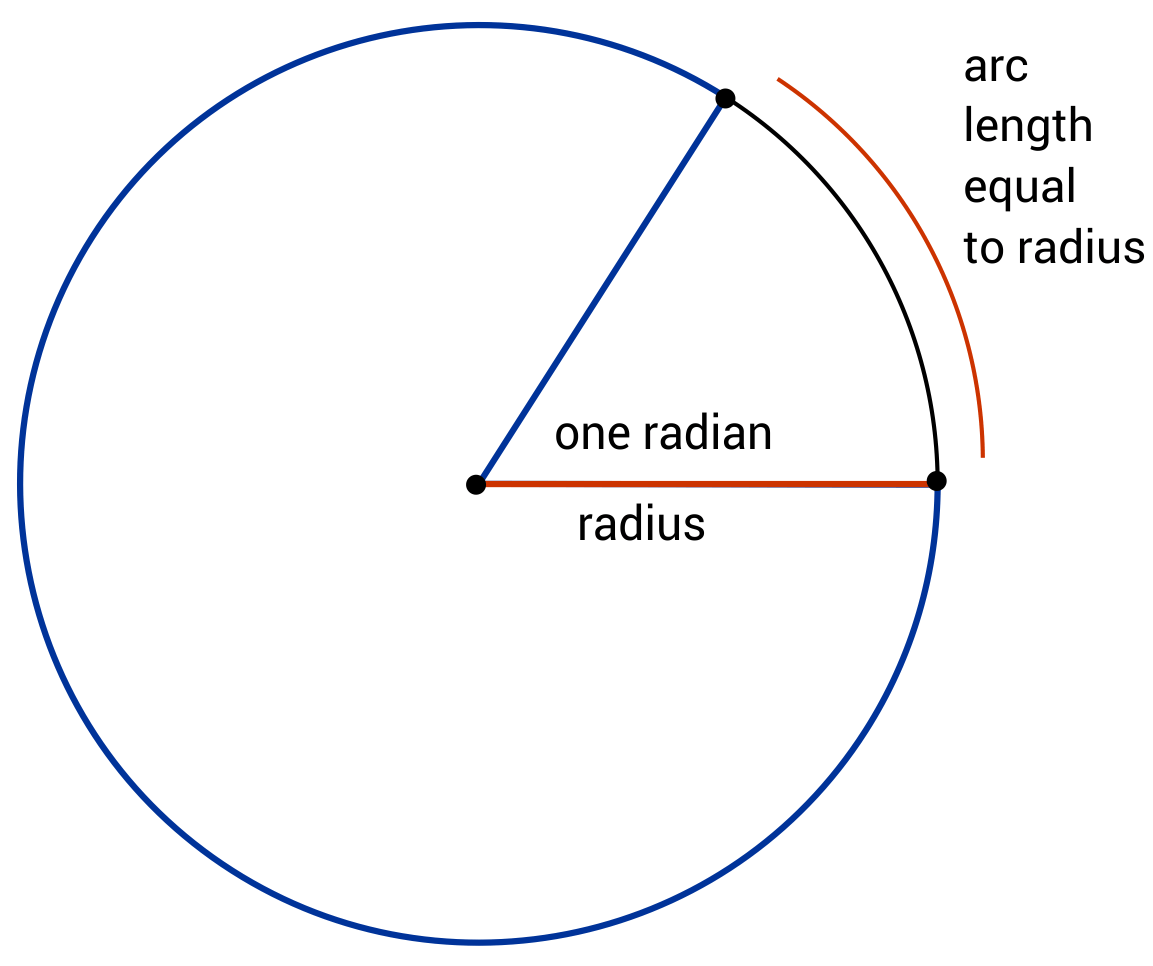 arc
length
equal
to radius
one radian
radius